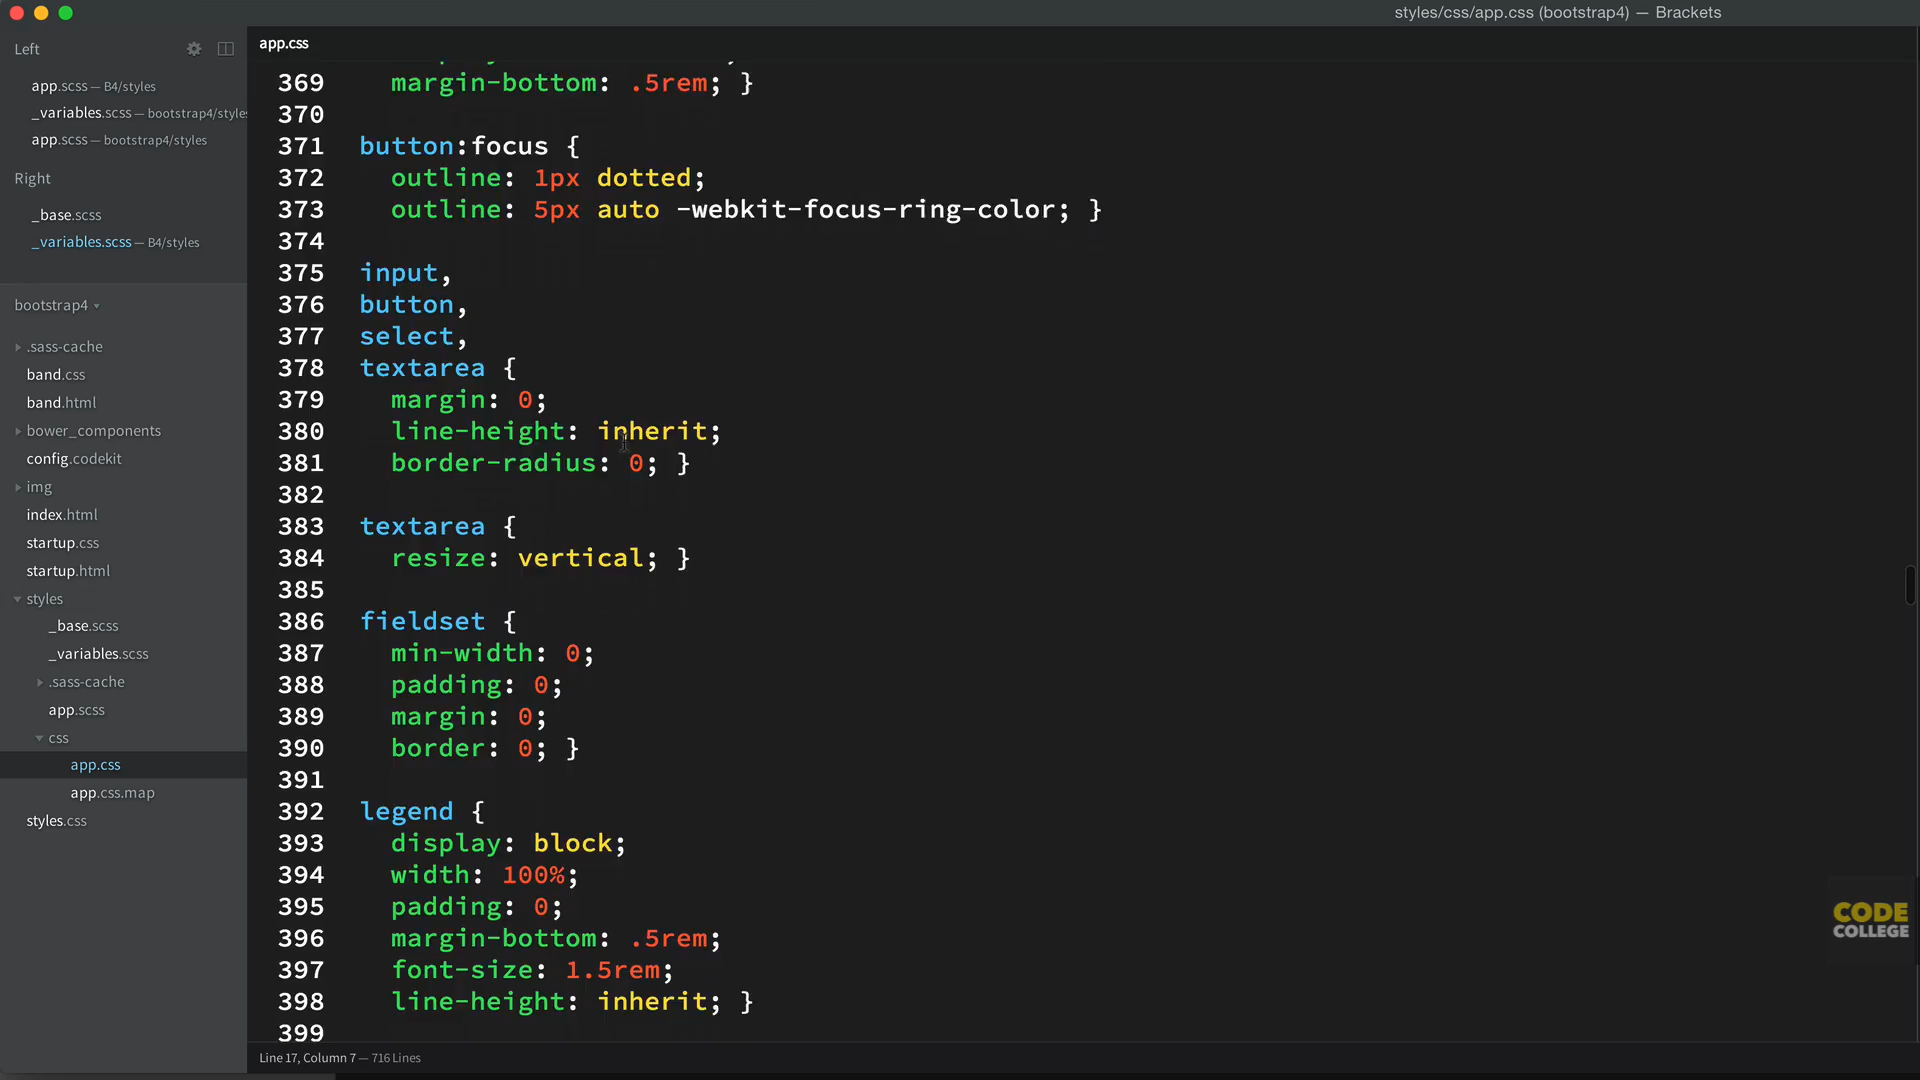 styles/css/app.css (bootstrap4) — Brackets
Left
app.scss — B4/styles
_variables.scss — bootstrap4/styles
app.scss — bootstrap4/styles
Right
_base.scss
_variables.scss — B4/styles
bootstrap4
.sass-cache
band.css
band.html
bower_components
config.codekit
img
index.html
startup.css
startup.html
styles
_base.scss
_variables.scss
.sass-cache
app.scss
css
app.css
app.css.map
styles.css
app.css
369 margin-bottom: .5rem; }
370
371 button:focus {
372 outline: 1px dotted;
373 outline: 5px auto -webkit-focus-ring-color; }
374
375 input,
376 button,
377 select,
378 textarea {
379 margin: 0;
380 line-height: inherit;
381 border-radius: 0; }
382
383 textarea {
384 resize: vertical; }
385
386 fieldset {
387 min-width: 0;
388 padding: 0;
389 margin: 0;
390 border: 0; }
391
392 legend {
393 display: block;
394 width: 100%;
395 padding: 0;
396 margin-bottom: .5rem;
397 font-size: 1.5rem;
398 line-height: inherit; }
399
Line 17, Column 7 — 716 Lines
CODE
COLLEGE